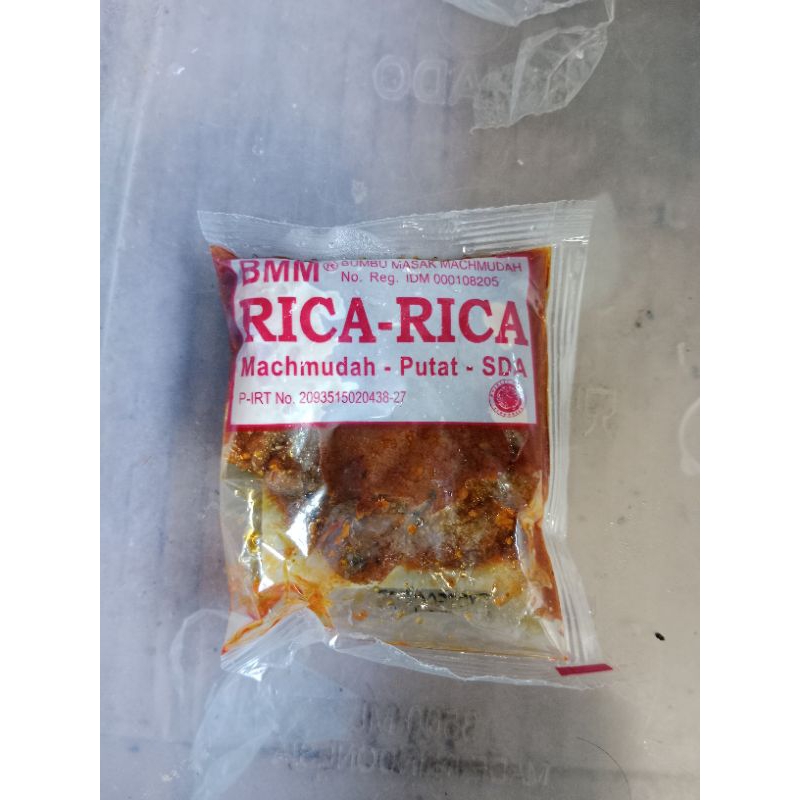 BMM® BUMBU MASAK MACHMUDAH
No. Reg. IDM 000108205
RICA-RICA
Machmudah - Putat - SDA
P-IRT No. 2093515020438-27